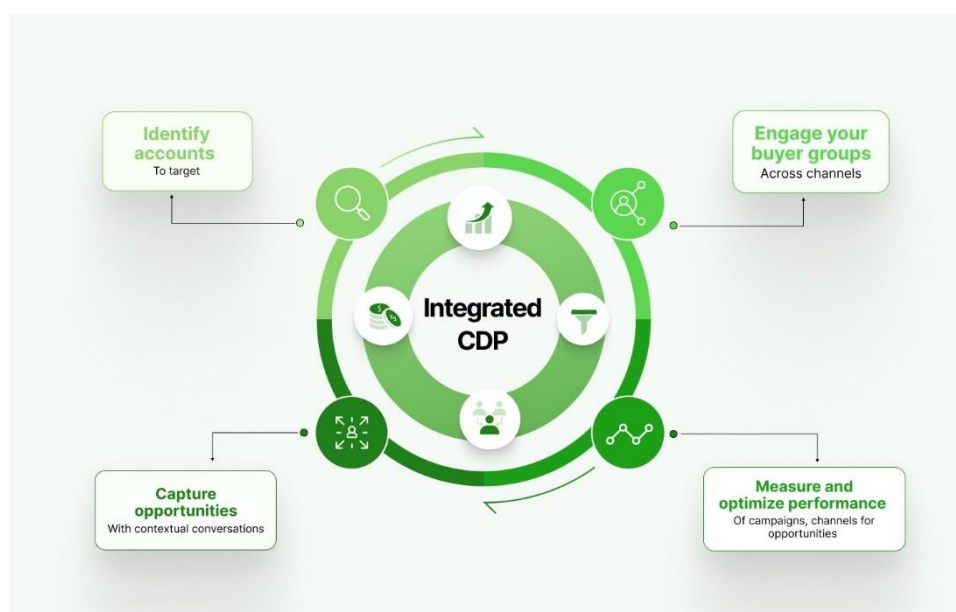 Identify
accounts
To target
Engage your
buyer groups
Across channels
Integrated
CDP
Capture
opportunities
With contextual conversations
Measure and
optimize performance
Of campaigns, channels for
opportunities